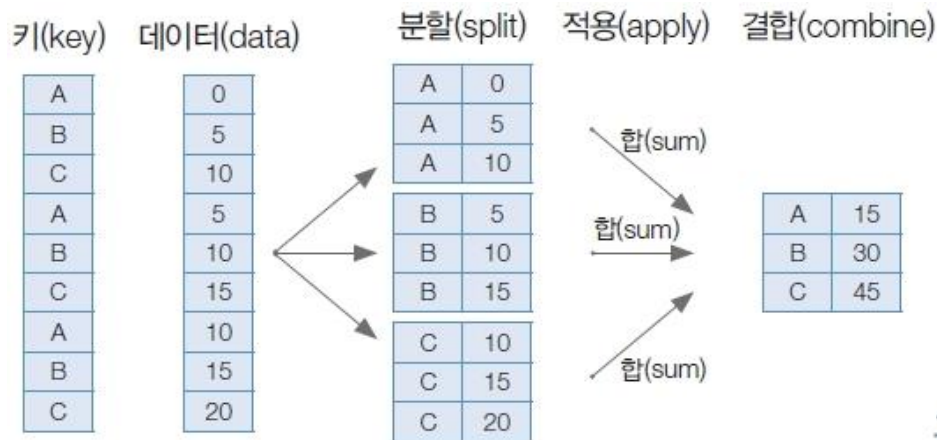 키(key) 데이터(data) 분할(split) 적용(apply) 결합(combine)
A
B
C
A
B
C
A
B
C
0
5
10
5
10
15
10
15
20
A 0
A 5
A 10
B 5
B 10
B 15
C 10
C 15
C 20
합(sum)
합(sum)
합(sum)
A 15
B 30
C 45